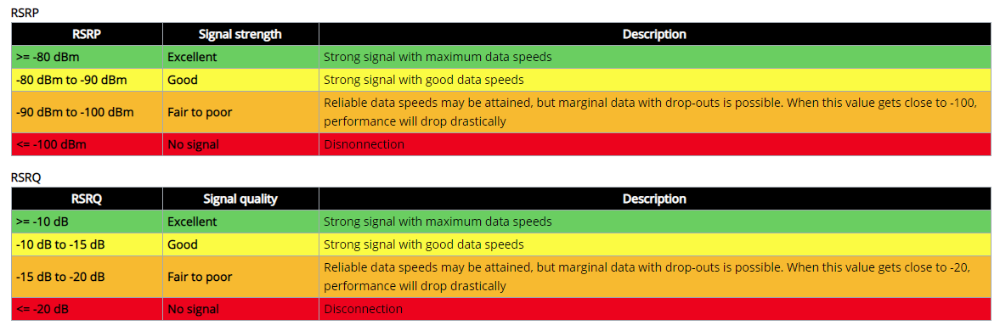 RSRP
RSRP Signal strength Description
>= -80 dBm Excellent Strong signal with maximum data speeds
-80 dBm to -90 dBm Good Strong signal with good data speeds
-90 dBm to -100 dBm Fair to poor Reliable data speeds may be attained, but marginal data with drop-outs is possible. When this value gets close to -100,
performance will drop drastically
<= -100 dBm No signal Disnonnection
RSRQ
RSRQ Signal quality Description
>= -10 dB Excellent Strong signal with maximum data speeds
-10 dB to -15 dB Good Strong signal with good data speeds
-15 dB to -20 dB Fair to poor Reliable data speeds may be attained, but marginal data with drop-outs is possible. When this value gets close to -20,
performance will drop drastically
<= -20 dB No signal Disconnection